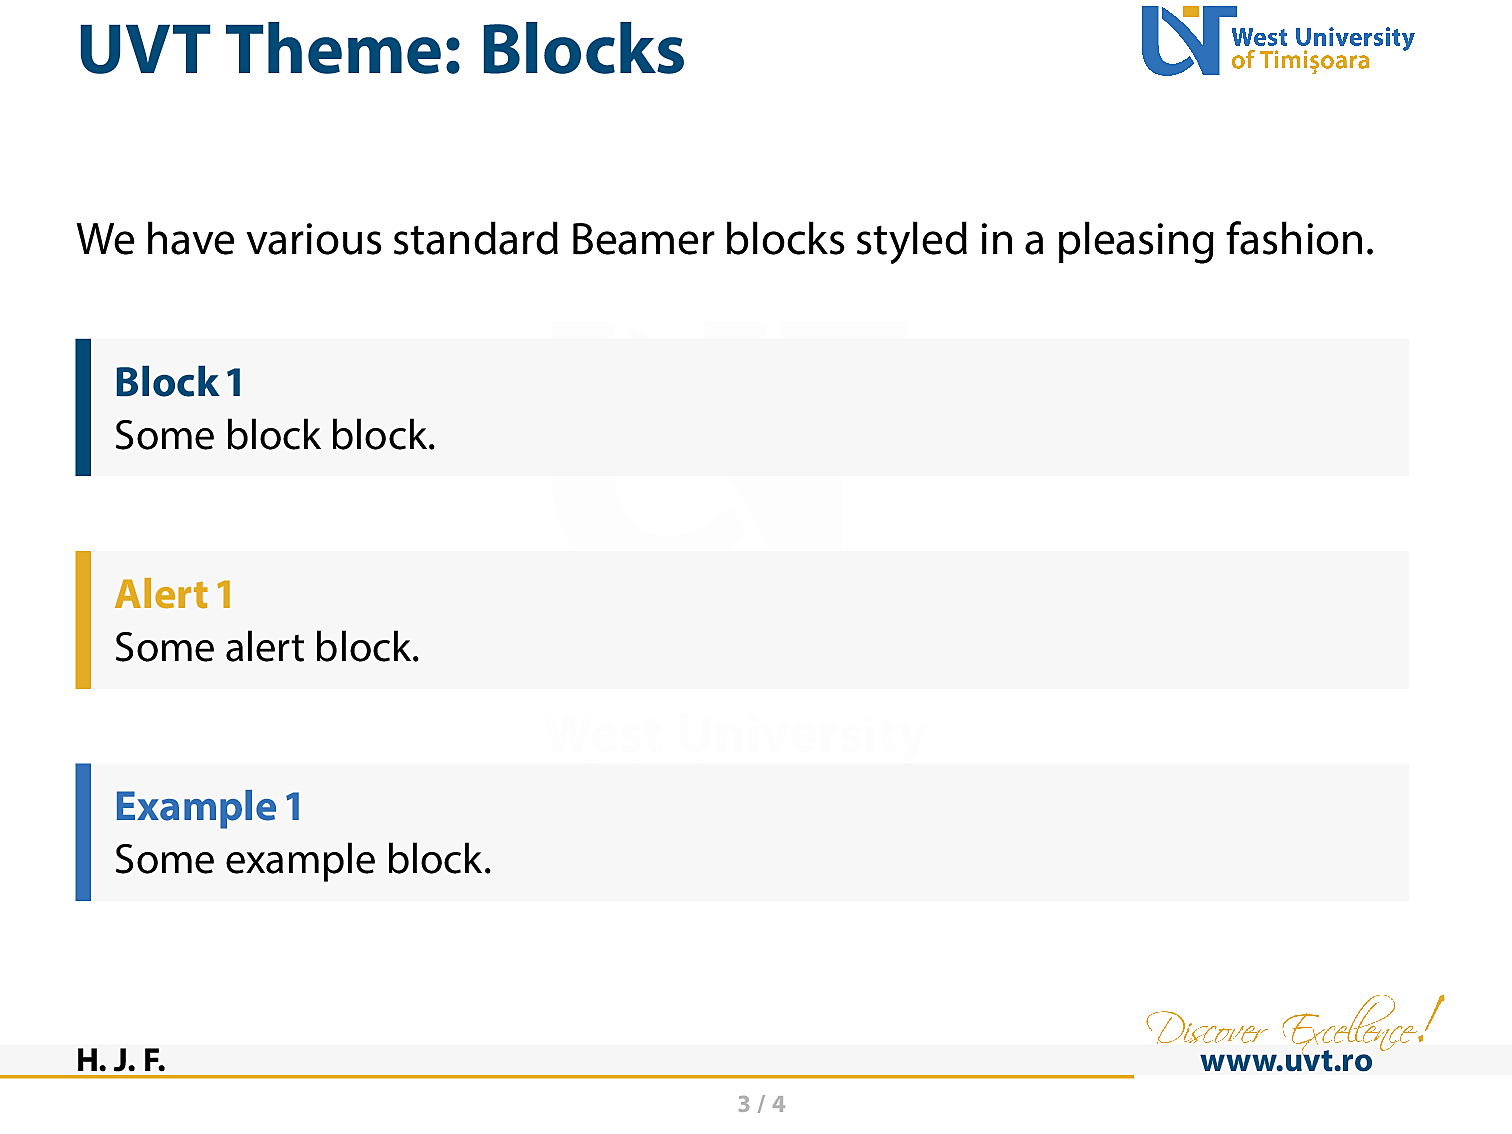 UVT Theme: Blocks
West University
of Timișoara
We have various standard Beamer blocks styled in a pleasing fashion.
Block 1
Some block block.
Alert 1
Some alert block.
West University
Example 1
Some example block.
Discover Excellence!
H. J. F.
www.uvt.ro
3 / 4